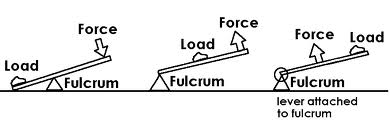 Force
Load
Fulcrum
Force
Load
Fulcrum
Force
Load
Fulcrum
lever attached
to fulcrum